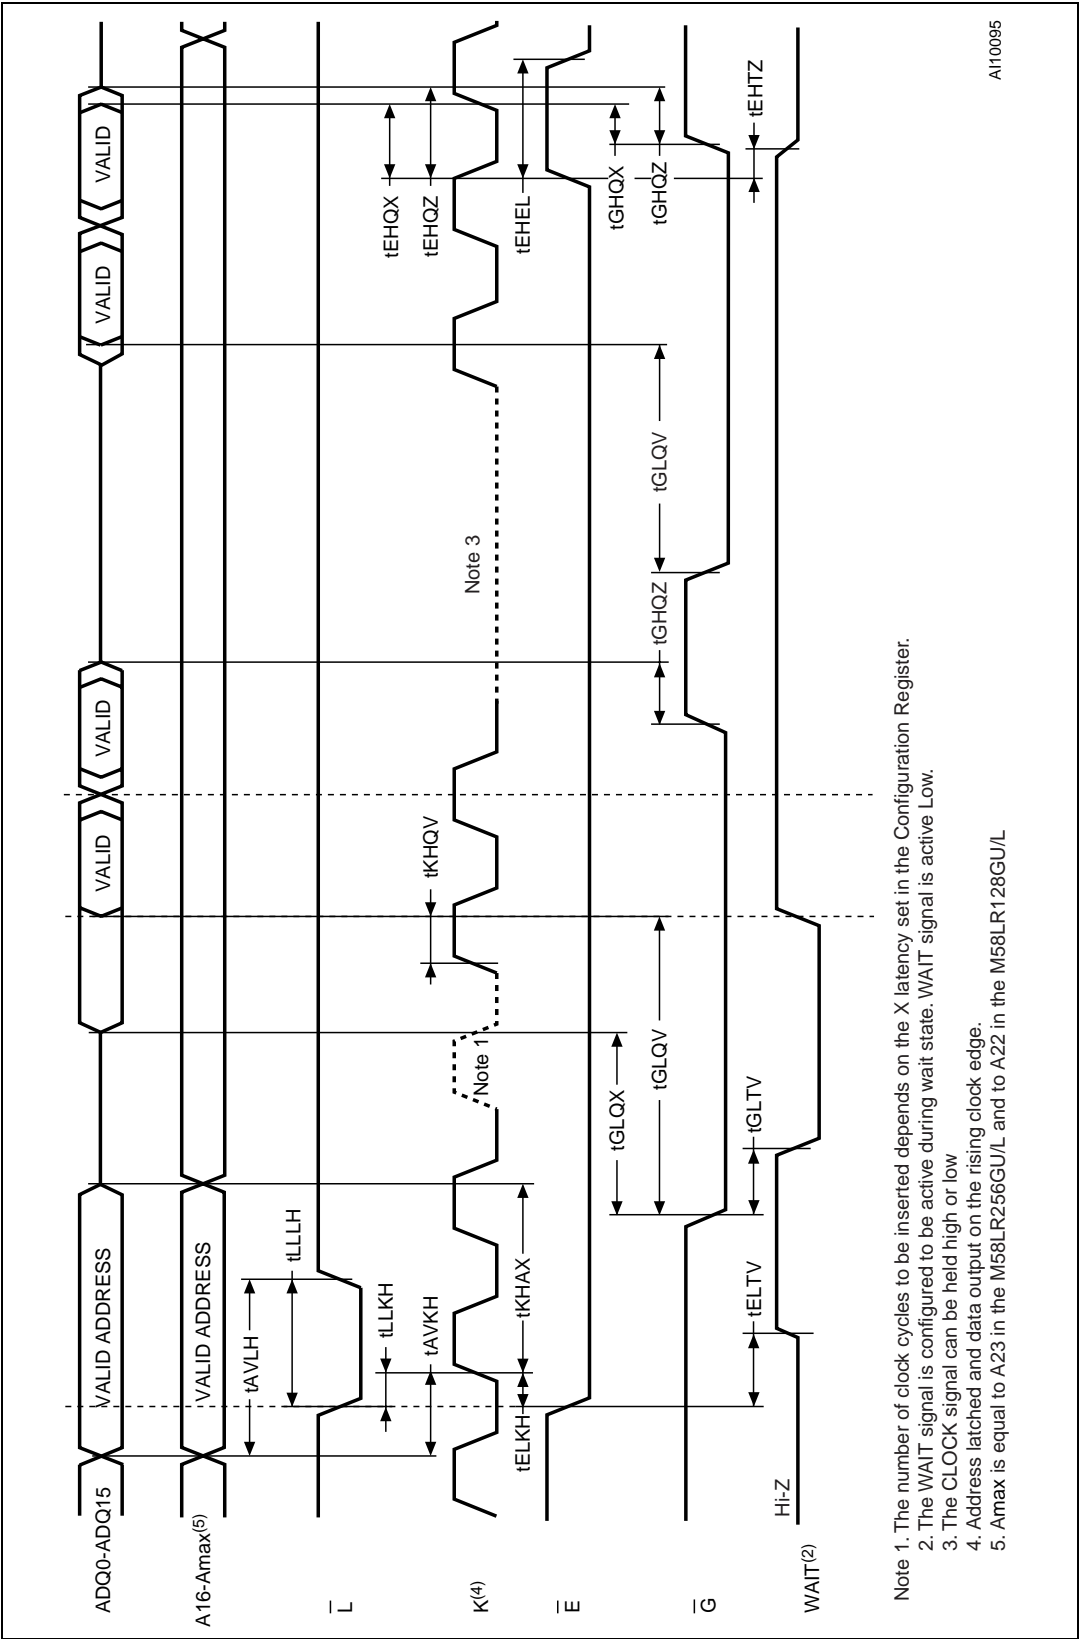 ADQ0-ADQ15
VALID ADDRESS
VALID
VALID
VALID
VALID
A16-Amax(5)
VALID ADDRESS
tAVLH
tLLLH
L
tLLKH
tEHQX
tAVKH
tKHQV
tEHQZ
K(4)
Note 1
Note 3
tELKH
tKHAX
tEHEL
E
tGLQX
tGHQX
tGLQV
tGHQZ
tGLQV
tGHQZ
G
tELTV
tGLTV
tEHTZ
Hi-Z
WAIT(2)
Note 1. The number of clock cycles to be inserted depends on the X latency set in the Configuration Register.
2. The WAIT signal is configured to be active during wait state. WAIT signal is active Low.
3. The CLOCK signal can be held high or low
4. Address latched and data output on the rising clock edge.
5. Amax is equal to A23 in the M58LR256GU/L and to A22 in the M58LR128GU/L
AI10095